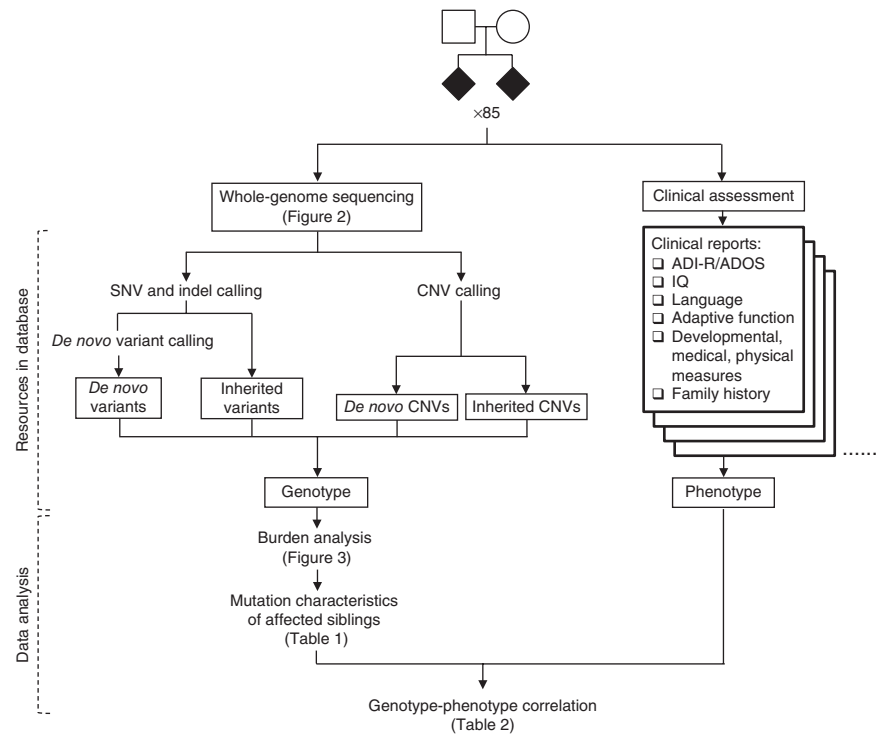 ×85
Whole-genome sequencing
(Figure 2)
Clinical assessment
Resources in database
SNV and indel calling
CNV calling
De novo variant calling
De novo
variants
Inherited
variants
De novo CNVs
Inherited CNVs
Clinical reports:
❑ ADI-R/ADOS
❑ IQ
❑ Language
❑ Adaptive function
❑ Developmental,
medical, physical
measures
❑ Family history
......
Genotype
Phenotype
Data analysis
Burden analysis
(Figure 3)
Mutation characteristics
of affected siblings
(Table 1)
Genotype-phenotype correlation
(Table 2)